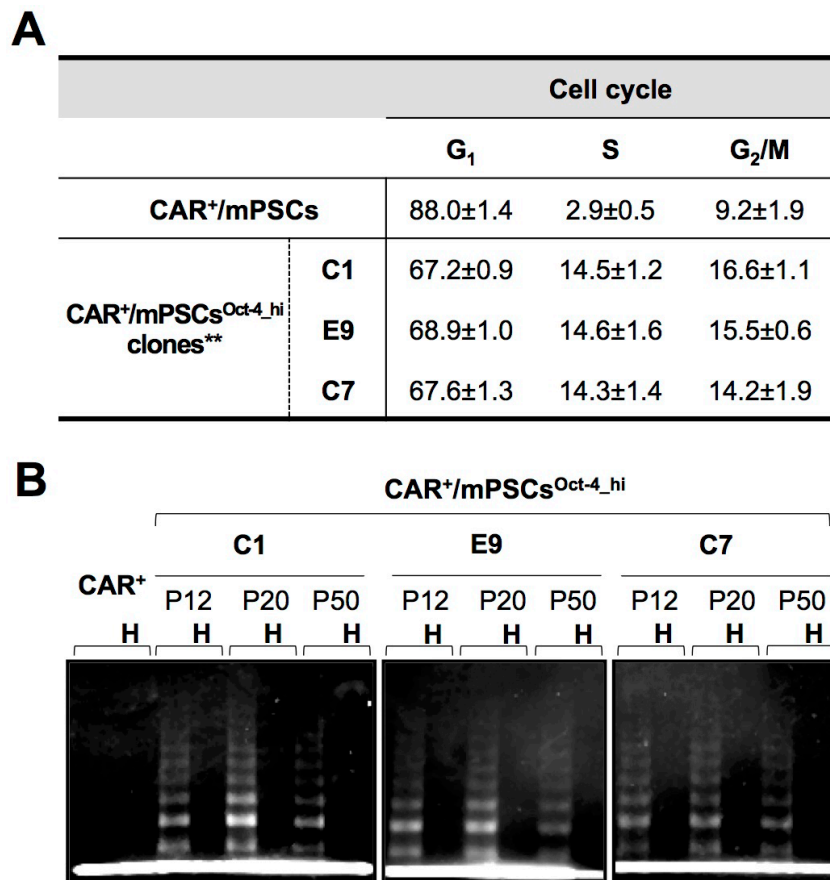 A
Cell cycle
G₁ S G₂/M
CAR⁺/mPSCs 88.0±1.4 2.9±0.5 9.2±1.9
C1 67.2±0.9 14.5±1.2 16.6±1.1
CAR⁺/mPSCsᴼᶜᵗ⁻⁴_ʰⁱ clones** E9 68.9±1.0 14.6±1.6 15.5±0.6
C7 67.6±1.3 14.3±1.4 14.2±1.9
B
CAR⁺/mPSCsᴼᶜᵗ⁻⁴_ʰⁱ
C1 E9 C7
CAR⁺ P12 P20 P50 P12 P20 P50 P12 P20 P50
H H H H H H H H H H